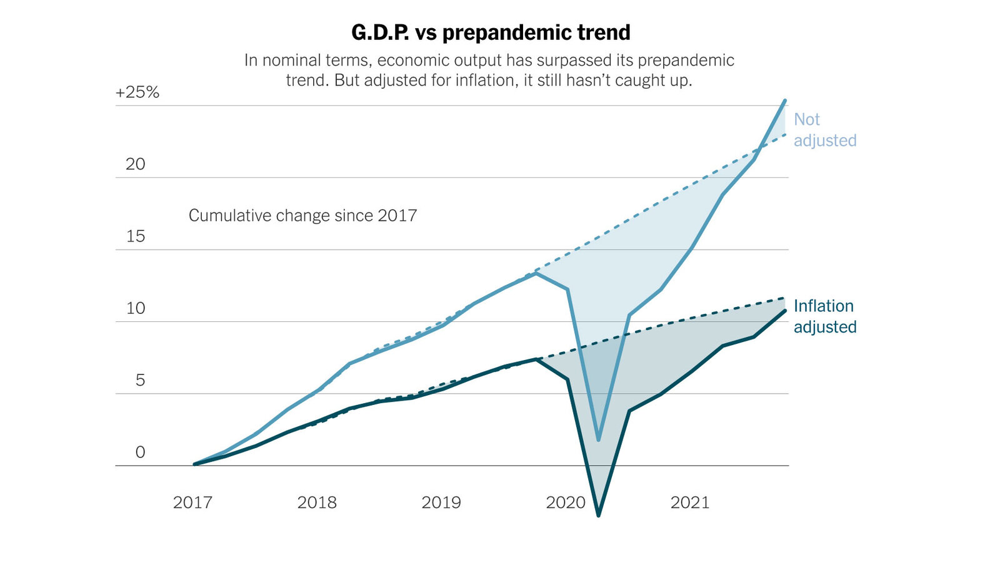 G.D.P. vs prepandemic trend
In nominal terms, economic output has surpassed its prepandemic
trend. But adjusted for inflation, it still hasn’t caught up.
+25%
Not
adjusted
20
Cumulative change since 2017
15
10
Inflation
adjusted
5
0
2017 2018 2019 2020 2021